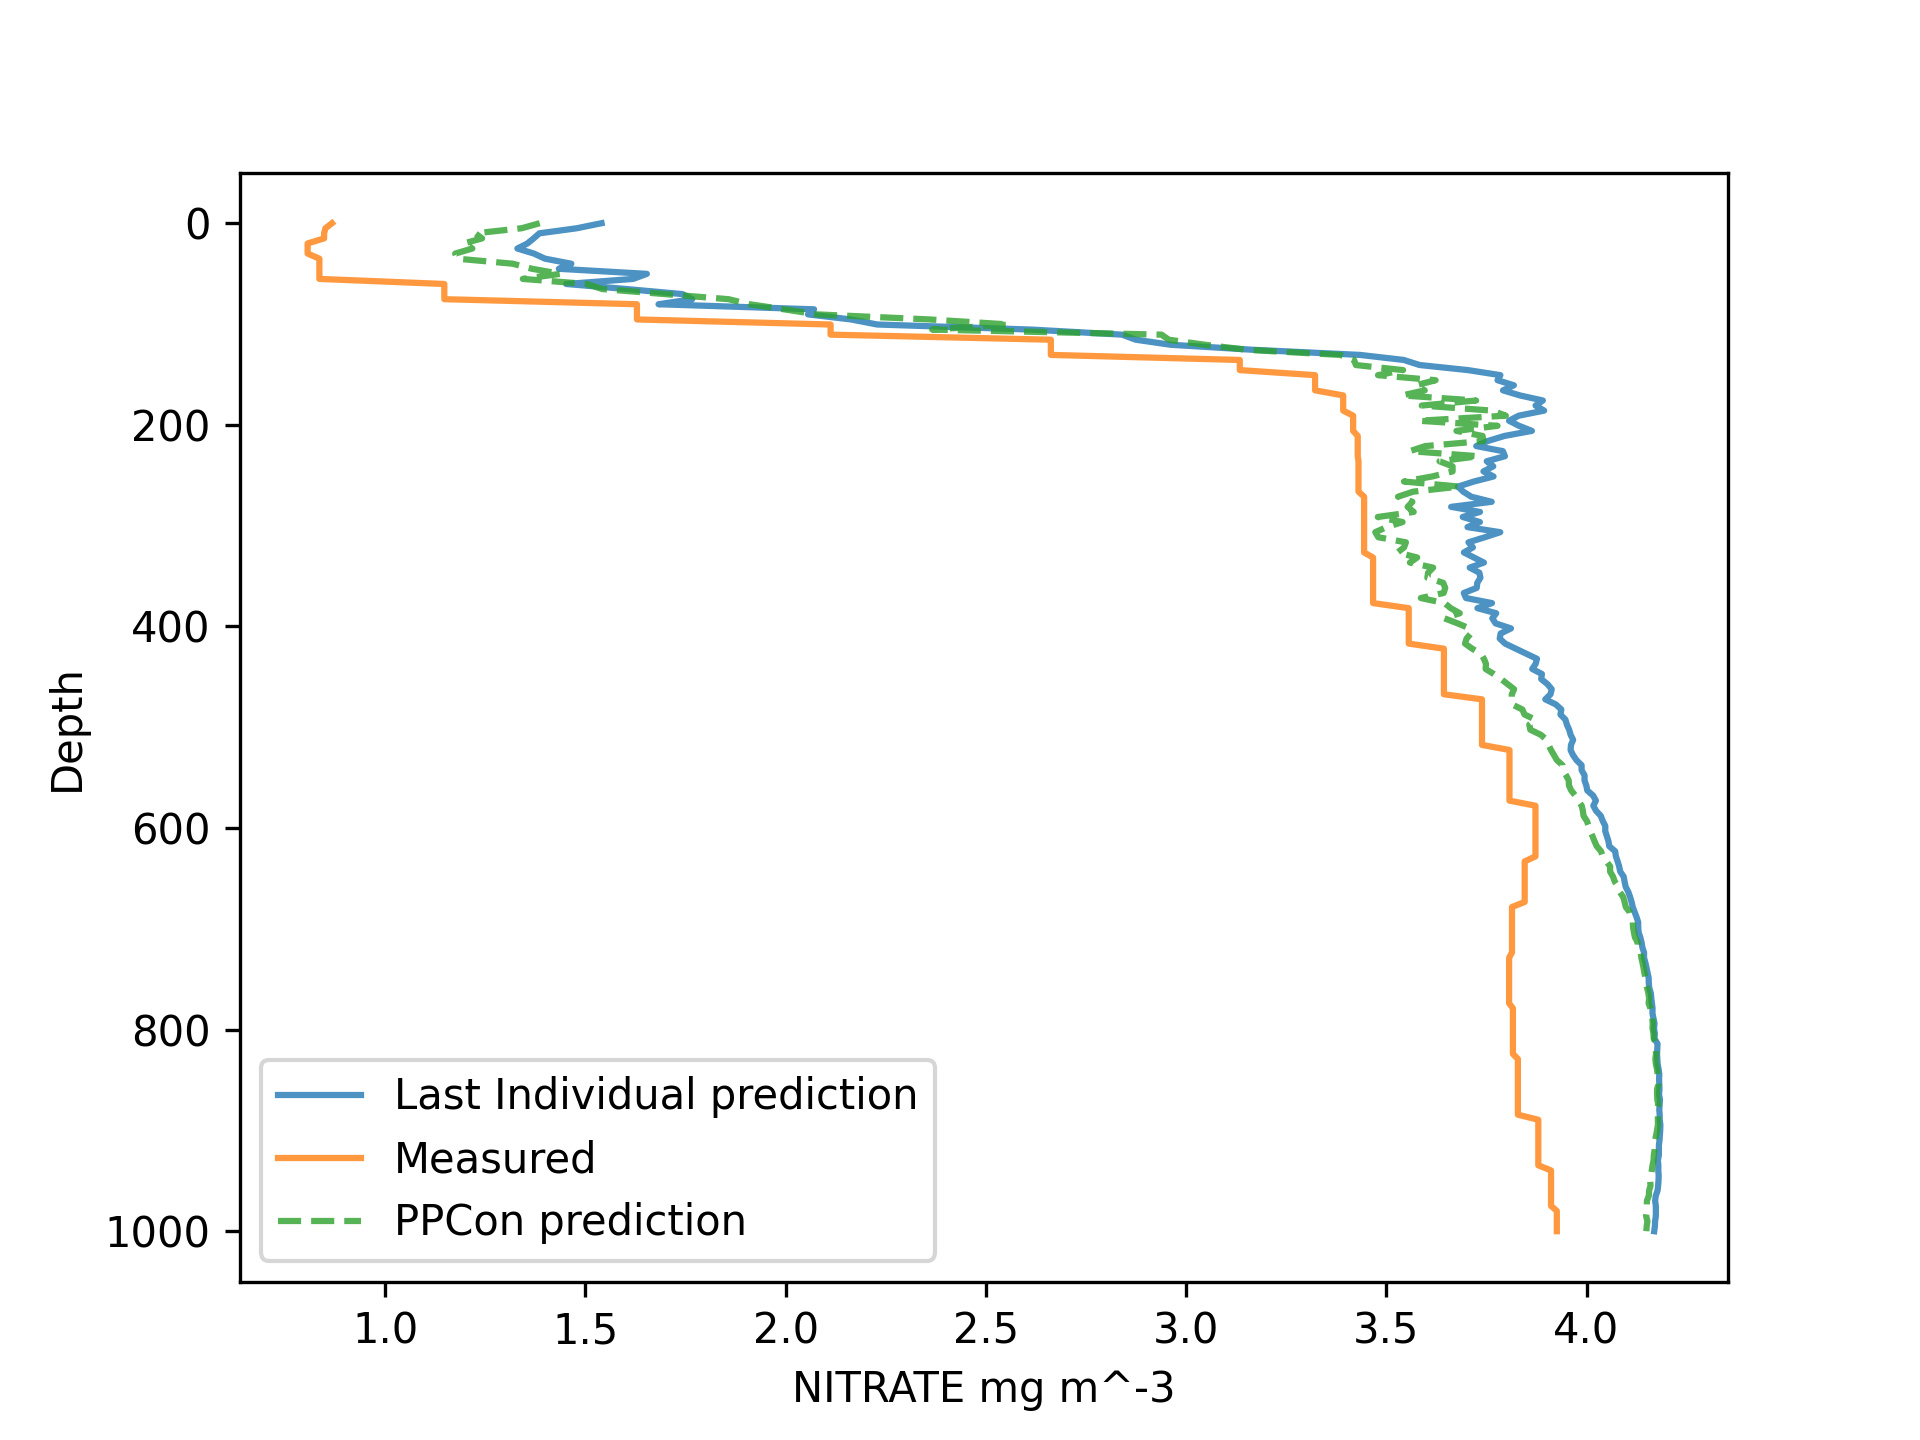 0
200
400
600
800
1000
Depth
Last Individual prediction
Measured
PPCon prediction
1.0 1.5 2.0 2.5 3.0 3.5 4.0
NITRATE mg m^-3